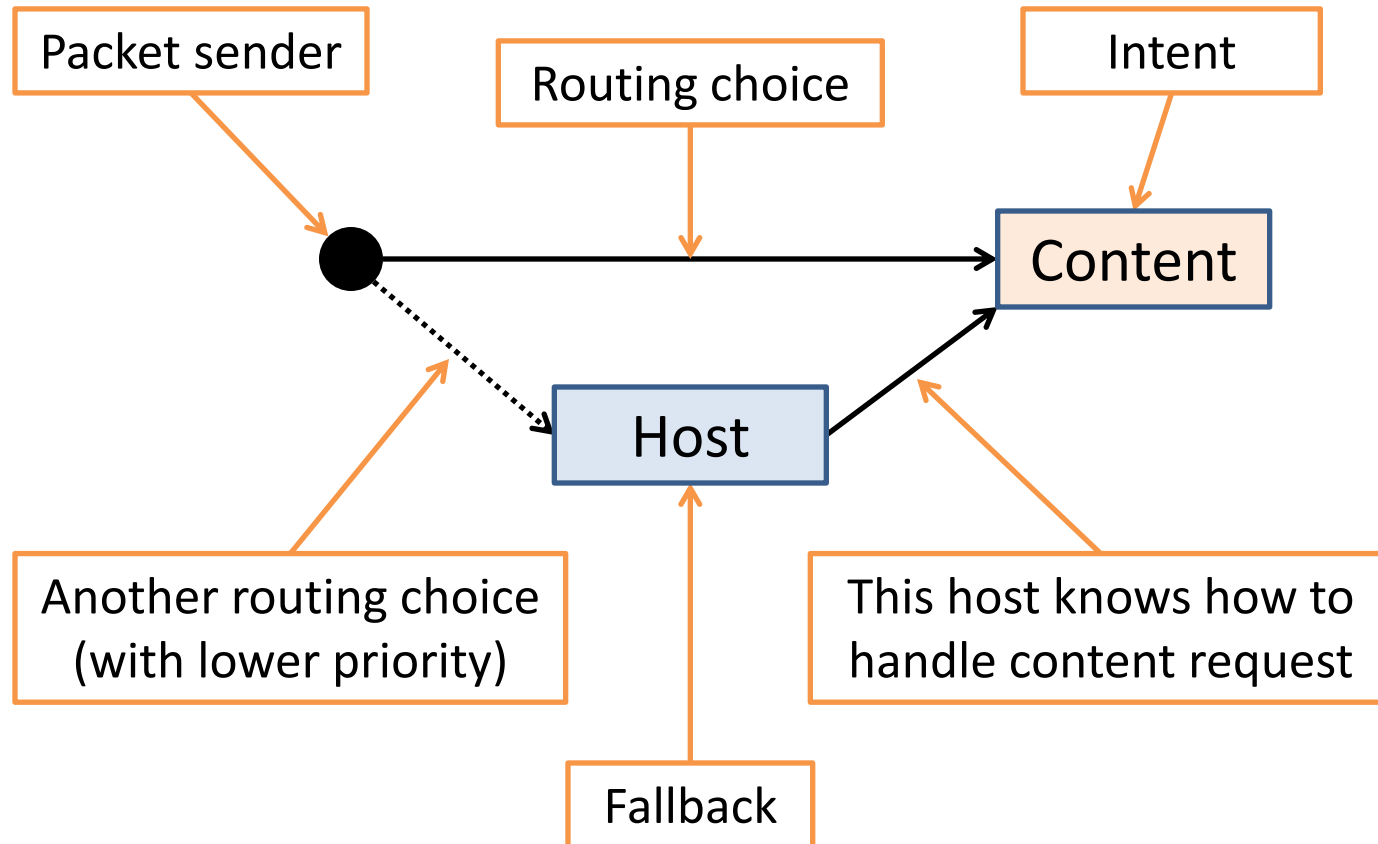 Packet sender
Routing choice
Intent
Content
Host
Another routing choice
(with lower priority)
This host knows how to
handle content request
Fallback